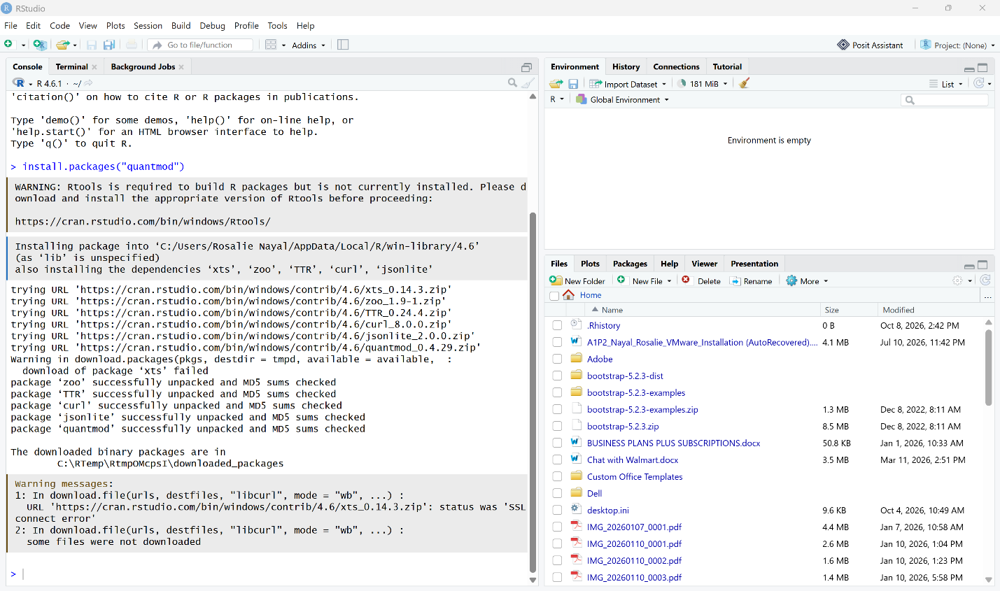 RStudio
File Edit Code View Plots Session Build Debug Profile Tools Help
Go to file/function Addins Posit Assistant Project: (None)
Console Terminal Background Jobs
R 4.6.1 · ~/
'citation()' on how to cite R or R packages in publications.
Type 'demo()' for some demos, 'help()' for on-line help, or
'help.start()' for an HTML browser interface to help.
Type 'q()' to quit R.
> install.packages("quantmod")
WARNING: Rtools is required to build R packages but is not currently installed. Please d
ownload and install the appropriate version of Rtools before proceeding:
https://cran.rstudio.com/bin/windows/Rtools/
Installing package into ‘C:/Users/Rosalie Nayal/AppData/Local/R/win-library/4.6’
(as ‘lib’ is unspecified)
also installing the dependencies ‘xts’, ‘zoo’, ‘TTR’, ‘curl’, ‘jsonlite’
trying URL 'https://cran.rstudio.com/bin/windows/contrib/4.6/xts_0.14.3.zip'
trying URL 'https://cran.rstudio.com/bin/windows/contrib/4.6/zoo_1.9-1.zip'
trying URL 'https://cran.rstudio.com/bin/windows/contrib/4.6/TTR_0.24.4.zip'
trying URL 'https://cran.rstudio.com/bin/windows/contrib/4.6/curl_8.0.0.zip'
trying URL 'https://cran.rstudio.com/bin/windows/contrib/4.6/jsonlite_2.0.0.zip'
trying URL 'https://cran.rstudio.com/bin/windows/contrib/4.6/quantmod_0.4.29.zip'
Warning in download.packages(pkgs, destdir = tmpd, available = available,  :
  download of package ‘xts’ failed
package ‘zoo’ successfully unpacked and MD5 sums checked
package ‘TTR’ successfully unpacked and MD5 sums checked
package ‘curl’ successfully unpacked and MD5 sums checked
package ‘jsonlite’ successfully unpacked and MD5 sums checked
package ‘quantmod’ successfully unpacked and MD5 sums checked
The downloaded binary packages are in
C:\RTemp\RtmpOMcpsI\downloaded_packages
Warning messages:
1: In download.file(urls, destfiles, "libcurl", mode = "wb", ...) :
  URL 'https://cran.rstudio.com/bin/windows/contrib/4.6/xts_0.14.3.zip': status was 'SSL
connect error'
2: In download.file(urls, destfiles, "libcurl", mode = "wb", ...) :
  some files were not downloaded
>
Environment History Connections Tutorial
Import Dataset 181 MiB List
R Global Environment
Environment is empty
Files Plots Packages Help Viewer Presentation
New Folder New File Delete Rename More
Home ...
Name Size Modified
.Rhistory 0 B Oct 8, 2026, 2:42 PM
A1P2_Nayal_Rosalie_VMware_Installation (AutoRecovered).... 4.1 MB Jul 10, 2026, 11:42 PM
Adobe
bootstrap-5.2.3-dist
bootstrap-5.2.3-examples
bootstrap-5.2.3-examples.zip 1.3 MB Dec 8, 2022, 8:11 AM
bootstrap-5.2.3.zip 8.5 MB Dec 8, 2022, 8:11 AM
BUSINESS PLANS PLUS SUBSCRIPTIONS.docx 50.8 KB Jan 1, 2026, 10:33 AM
Chat with Walmart.docx 3.5 MB Mar 11, 2026, 2:51 PM
Custom Office Templates
Dell
desktop.ini 9.6 KB Oct 4, 2026, 10:49 AM
IMG_20260107_0001.pdf 4.4 MB Jan 7, 2026, 10:58 AM
IMG_20260110_0001.pdf 2.6 MB Jan 10, 2026, 1:04 PM
IMG_20260110_0002.pdf 1.6 MB Jan 10, 2026, 1:23 PM
IMG_20260110_0003.pdf 1.4 MB Jan 10, 2026, 5:58 PM